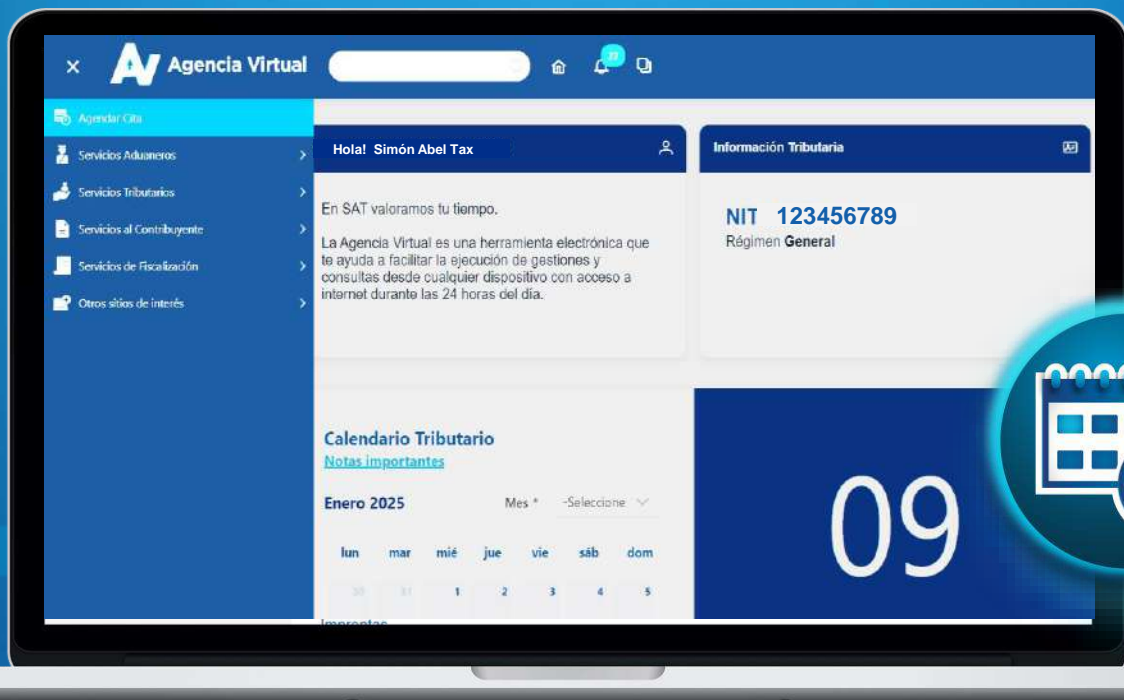 Agencia Virtual
Agendar Cita
Servicios Aduaneros
Servicios Tributarios
Servicios al Contribuyente
Servicios de Fiscalización
Otros sitios de interés
Hola! Simón Abel Tax
En SAT valoramos tu tiempo.
La Agencia Virtual es una herramienta electrónica que
te ayuda a facilitar la ejecución de gestiones y
consultas desde cualquier dispositivo con acceso a
internet durante las 24 horas del día.
Información Tributaria
NIT 123456789
Régimen General
Calendario Tributario
Notas importantes
Enero 2025 Mes * -Seleccione
lun mar mié jue vie sáb dom
30 31 1 2 3 4 5
09